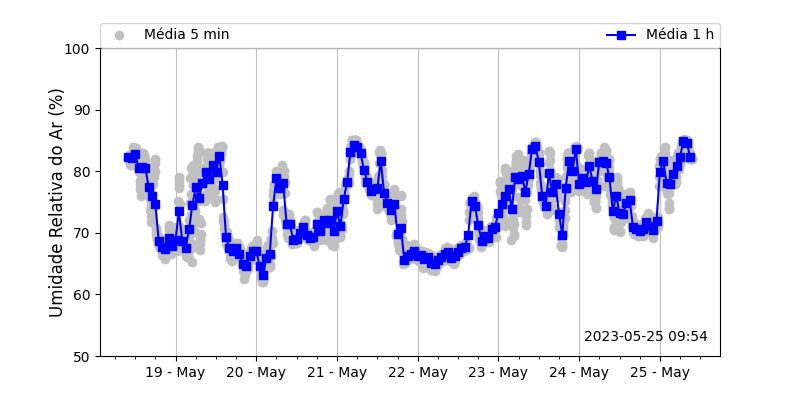 Média 5 min
Média 1 h
100
90
80
70
60
50
Umidade Relativa do Ar (%)
2023-05-25 09:54
19 - May
20 - May
21 - May
22 - May
23 - May
24 - May
25 - May